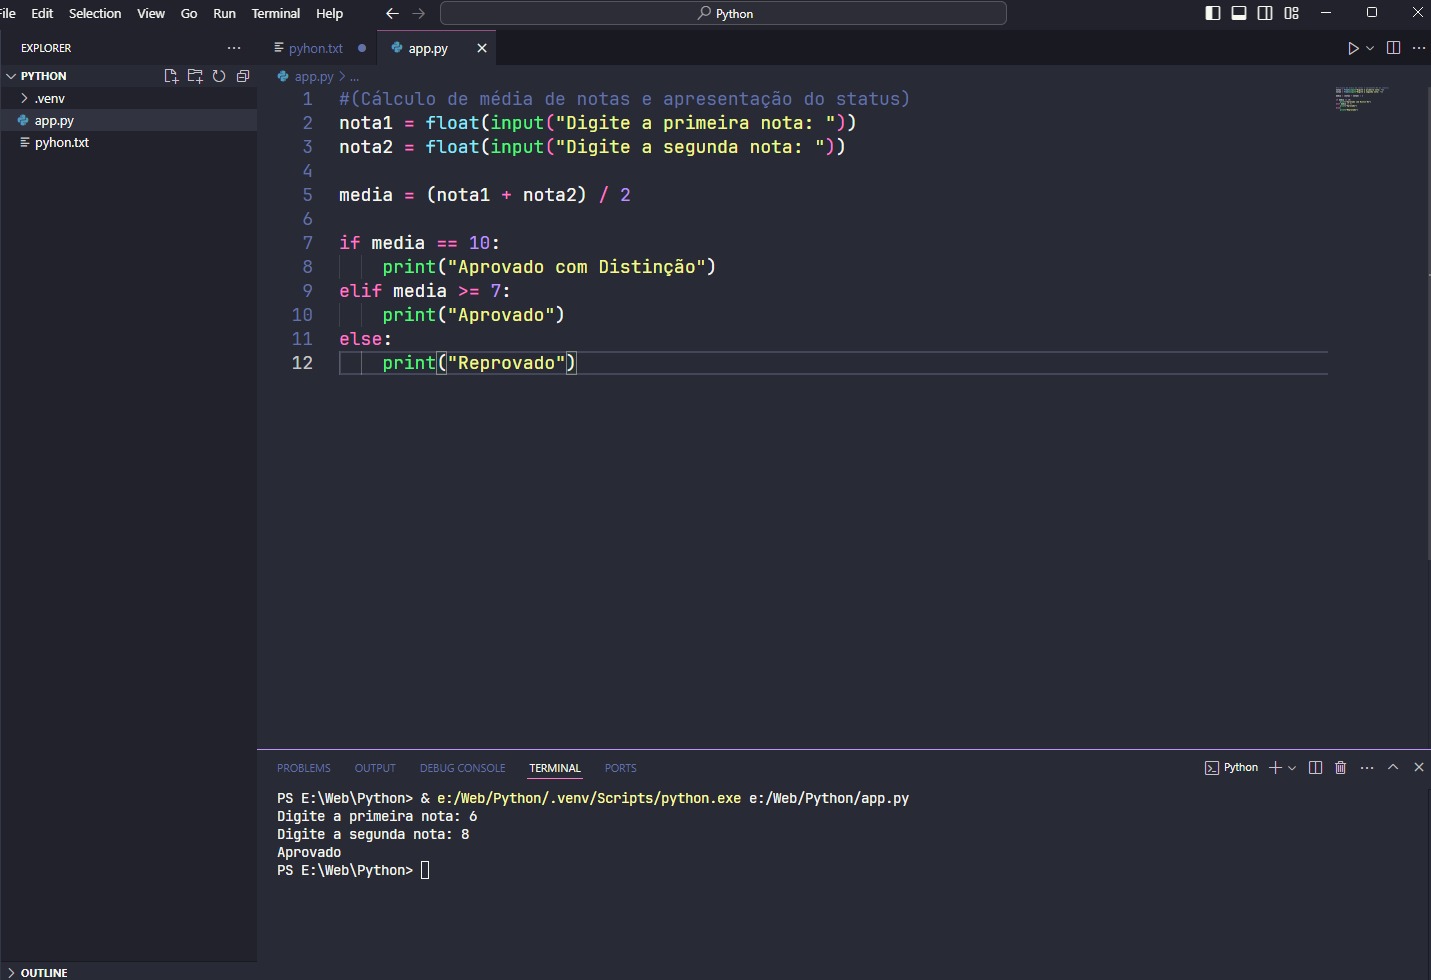 ile Edit Selection View Go Run Terminal Help
Python
EXPLORER
PYTHON
.venv
app.py
pyhon.txt
OUTLINE
pyhon.txt
app.py
app.py > ...
1 #(Cálculo de média de notas e apresentação do status)
2 nota1 = float(input("Digite a primeira nota: "))
3 nota2 = float(input("Digite a segunda nota: "))
4
5 media = (nota1 + nota2) / 2
6
7 if media == 10:
8     print("Aprovado com Distinção")
9 elif media >= 7:
10     print("Aprovado")
11 else:
12     print("Reprovado")
PROBLEMS OUTPUT DEBUG CONSOLE TERMINAL PORTS
Python
PS E:\Web\Python> & e:/Web/Python/.venv/Scripts/python.exe e:/Web/Python/app.py
Digite a primeira nota: 6
Digite a segunda nota: 8
Aprovado
PS E:\Web\Python>